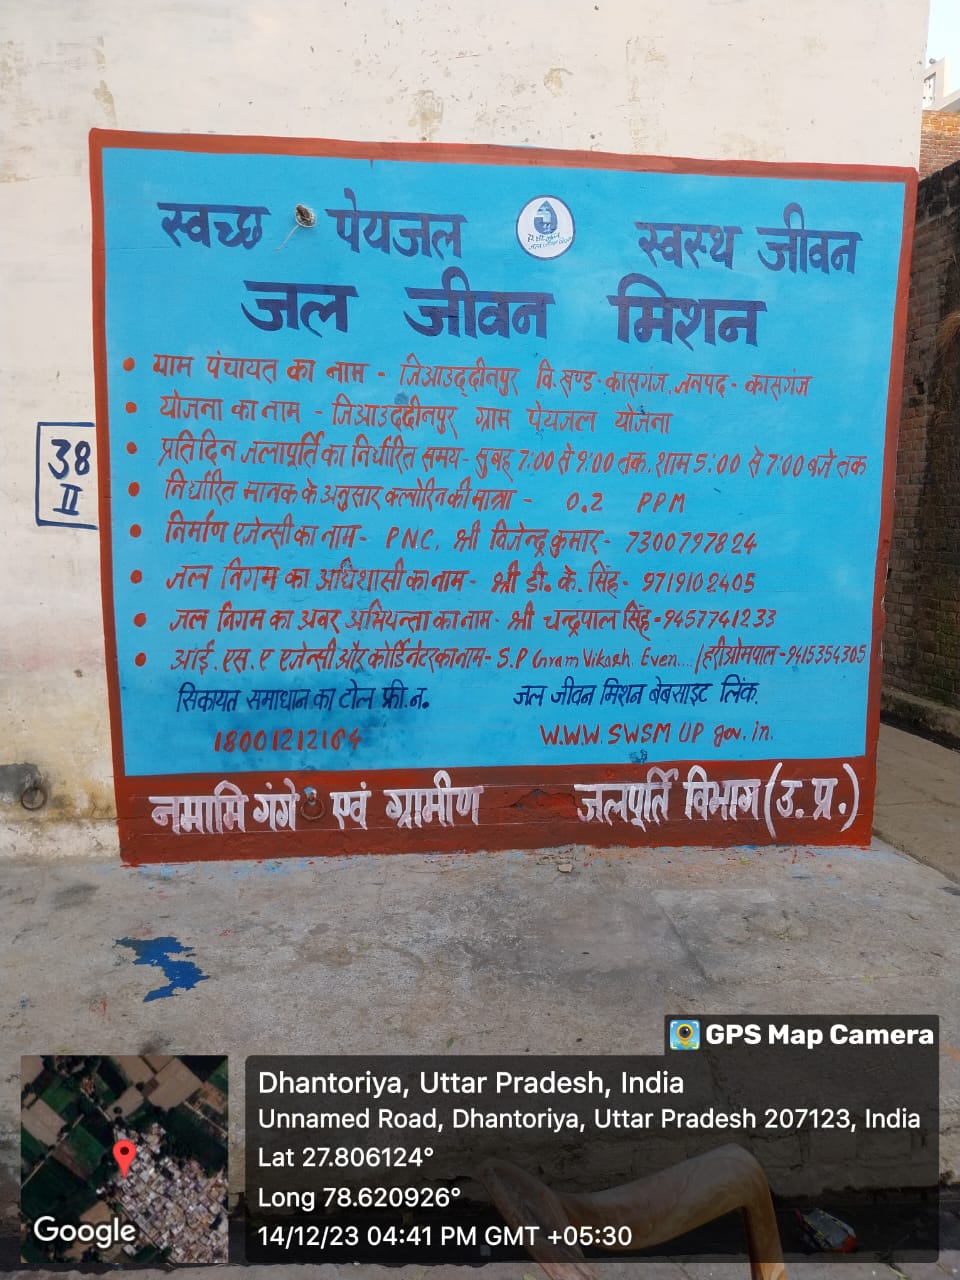 स्वच्छ पेयजल स्वस्थ जीवन
जल जीवन मिशन
• ग्राम पंचायत का नाम - जिआउद्दीनपुर वि.खण्ड-कासगंज, जनपद - कासगंज
• योजना का नाम - जिआउद्दीनपुर ग्राम पेयजल योजना
• प्रतिदिन जलापूर्ति का निर्धारित समय- सुबह 7:00 से 9:00 तक, शाम 5:00 से 7:00 बजे तक
• निर्धारित मानक के अनुसार क्लोरिन की मात्रा - 0.2 PPM
• निर्माण एजेन्सी का नाम - PNC, श्री विजेन्द्र कुमार - 7300797824
• जल निगम का अधिशासी का नाम - श्री डी. के. सिंह - 9719102405
• जल निगम का अवर अभियन्ता का नाम - श्री चन्द्रपाल सिंह - 9457741233
• आई. एस. ए एजेन्सी और कोर्डिनेटर का नाम - S.P Gram Vikash Even..../हरीओमपाल - 9415354305
सिकायत समाधान का टोल फ्री.न. जल जीवन मिशन बेबसाइट लिंक.
18001212164 W.W.W. SWSM UP gov. in.
नमामि गंगे एवं ग्रामीण जलपूर्ति विभाग (उ. प्र.)
38
II
GPS Map Camera
Dhantoriya, Uttar Pradesh, India
Unnamed Road, Dhantoriya, Uttar Pradesh 207123, India
Lat 27.806124°
Long 78.620926°
14/12/23 04:41 PM GMT +05:30
Google